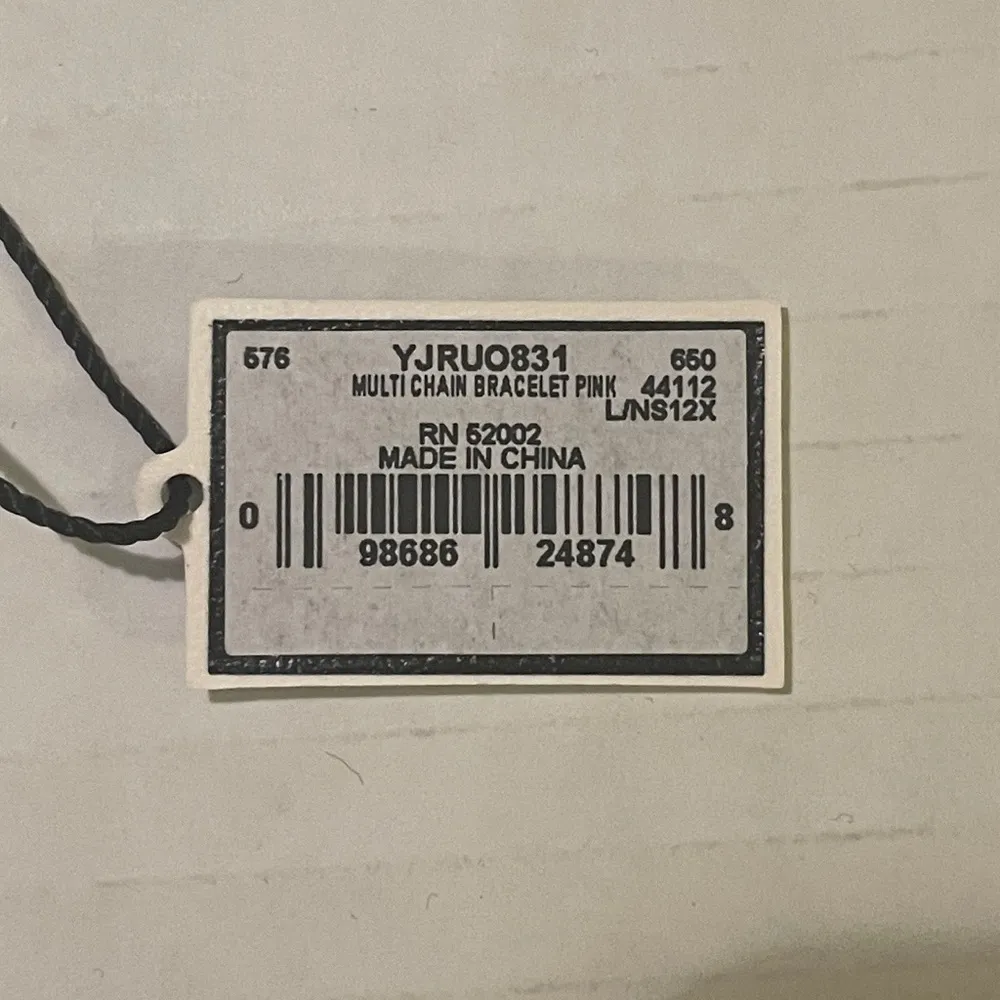 576 YJRUO831 650
MULTI CHAIN BRACELET PINK 44112
L/NS12X
RN 52002
MADE IN CHINA
0 98686 24874 8